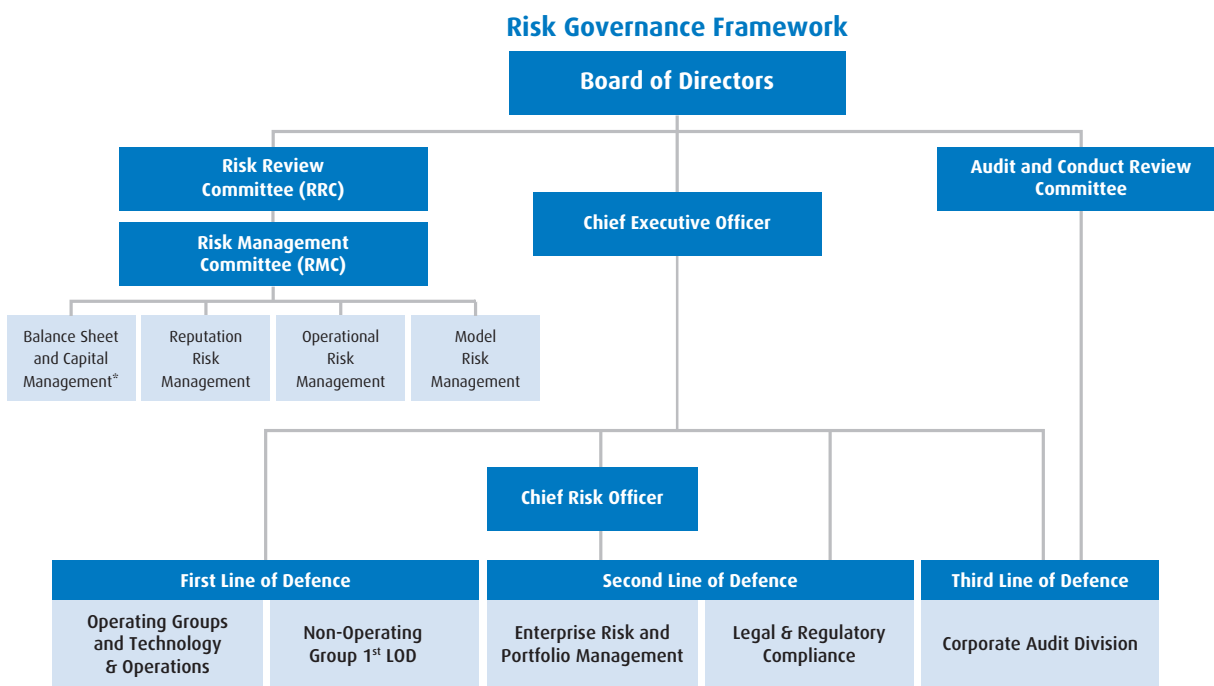 Risk Governance Framework
Board of Directors
Risk Review
Committee (RRC)
Audit and Conduct Review
Committee
Chief Executive Officer
Risk Management
Committee (RMC)
Balance Sheet
and Capital
Management*
Reputation
Risk
Management
Operational
Risk
Management
Model
Risk
Management
Chief Risk Officer
First Line of Defence
Second Line of Defence
Third Line of Defence
Operating Groups
and Technology
& Operations
Non-Operating
Group 1st LOD
Enterprise Risk and
Portfolio Management
Legal & Regulatory
Compliance
Corporate Audit Division